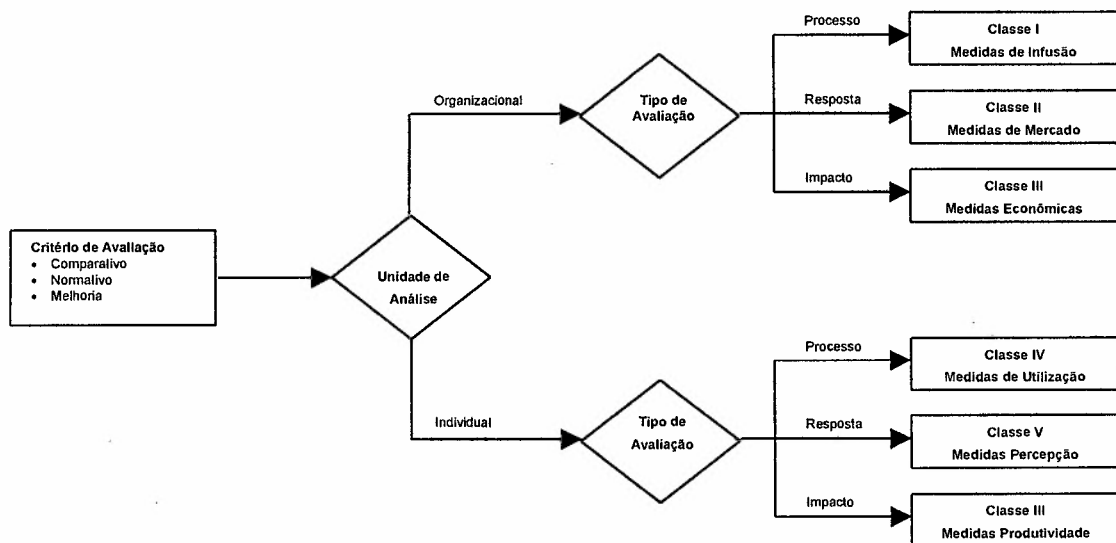 Processo
Classe I
Medidas de Infusão
Organizacional
Tipo de
Avaliação
Resposta
Classe II
Medidas de Mercado
Impacto
Classe III
Medidas Econômicas
Critério de Avaliação
• Comparativo
• Normativo
• Melhoria
Unidade de
Análise
Processo
Classe IV
Medidas de Utilização
Individual
Tipo de
Avaliação
Resposta
Classe V
Medidas Percepção
Impacto
Classe III
Medidas Produtividade